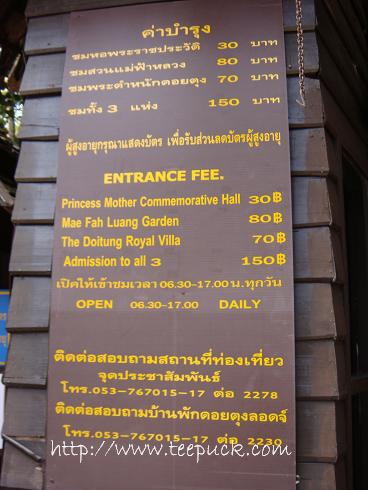 ค่าบำรุง
ชมหอพระราชประวัติ 30 บาท
ชมสวนแม่ฟ้าหลวง 80 บาท
ชมพระตำหนักดอยตุง 70 บาท
ชมทั้ง 3 แห่ง 150 บาท
ผู้สูงอายุกรุณาแสดงบัตร เพื่อรับส่วนลดบัตรผู้สูงอายุ
ENTRANCE FEE.
Princess Mother Commemorative Hall 30฿
Mae Fah Luang Garden 80฿
The Doitung Royal Villa 70฿
Admission to all 3 150฿
เปิดให้เข้าชมเวลา 06.30-17.00 น.ทุกวัน
OPEN 06.30-17.00 DAILY
ติดต่อสอบถามสถานที่ท่องเที่ยว
จุดประชาสัมพันธ์
โทร.053-767015-17 ต่อ 2278
ติดต่อสอบถามบ้านพักดอยตุงลอดจ์
โทร.053-767015-17 ต่อ 2230
http://www.teepuck.com